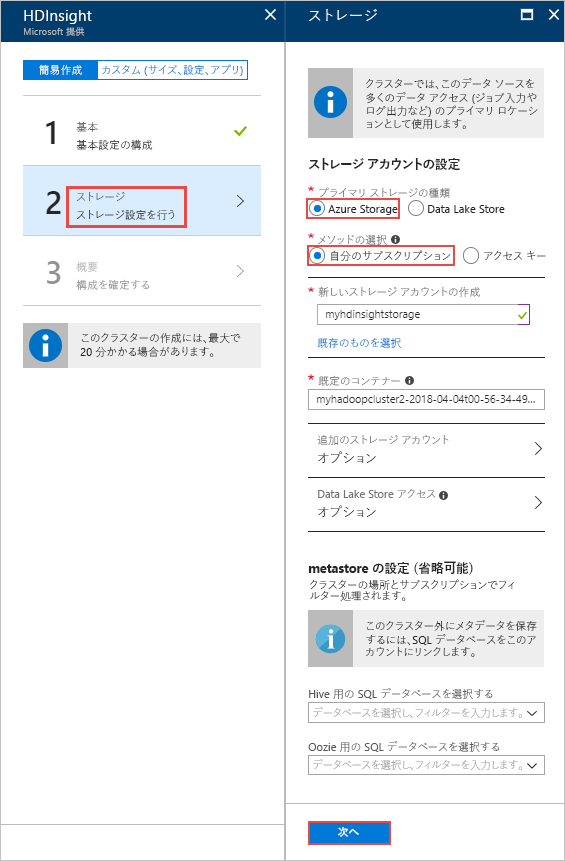 HDInsight
Microsoft 提供
簡易作成
カスタム (サイズ、設定、アプリ)
1
基本
基本設定の構成
2
ストレージ
ストレージ設定を行う
3
概要
構成を確定する
このクラスターの作成には、最大で
20 分かかる場合があります。
ストレージ
クラスターでは、このデータ ソースを
多くのデータ アクセス (ジョブ入力や
ログ出力など) のプライマリ ロケー
ションとして使用します。
ストレージ アカウントの設定
* プライマリ ストレージの種類
Azure Storage
Data Lake Store
* メソッドの選択
自分のサブスクリプション
アクセス キー
* 新しいストレージ アカウントの作成
myhdinsightstorage
既存のものを選択
* 既定のコンテナー
myhadoopcluster2-2018-04-04t00-56-34-49...
追加のストレージ アカウント
オプション
Data Lake Store アクセス
オプション
metastore の設定 (省略可能)
クラスターの場所とサブスクリプションでフィ
ルター処理されます。
このクラスター外にメタデータを保存
するには、SQL データベースをこのア
カウントにリンクします。
Hive 用の SQL データベースを選択する
データベースを選択し、フィルターを入力します。
Oozie 用の SQL データベースを選択する
データベースを選択し、フィルターを入力します。
次へ